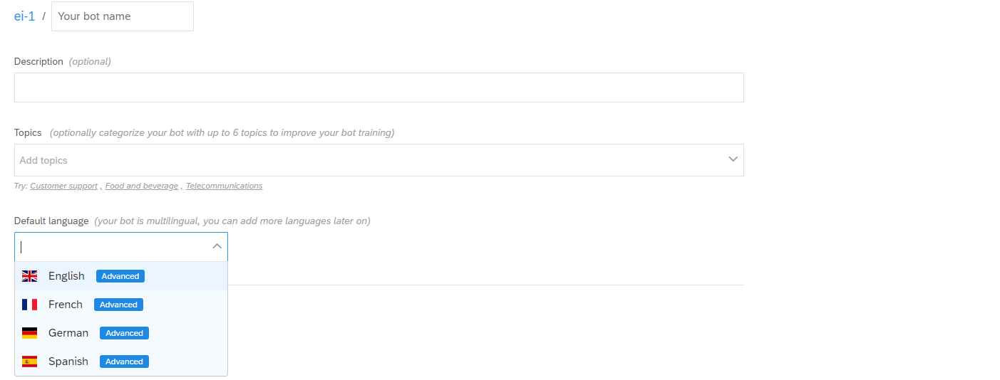 ei-1 / Your bot name
Description (optional)
Topics (optionally categorize your bot with up to 6 topics to improve your bot training)
Add topics
Try: Customer support , Food and beverage , Telecommunications
Default language (your bot is multilingual, you can add more languages later on)
English Advanced
French Advanced
German Advanced
Spanish Advanced